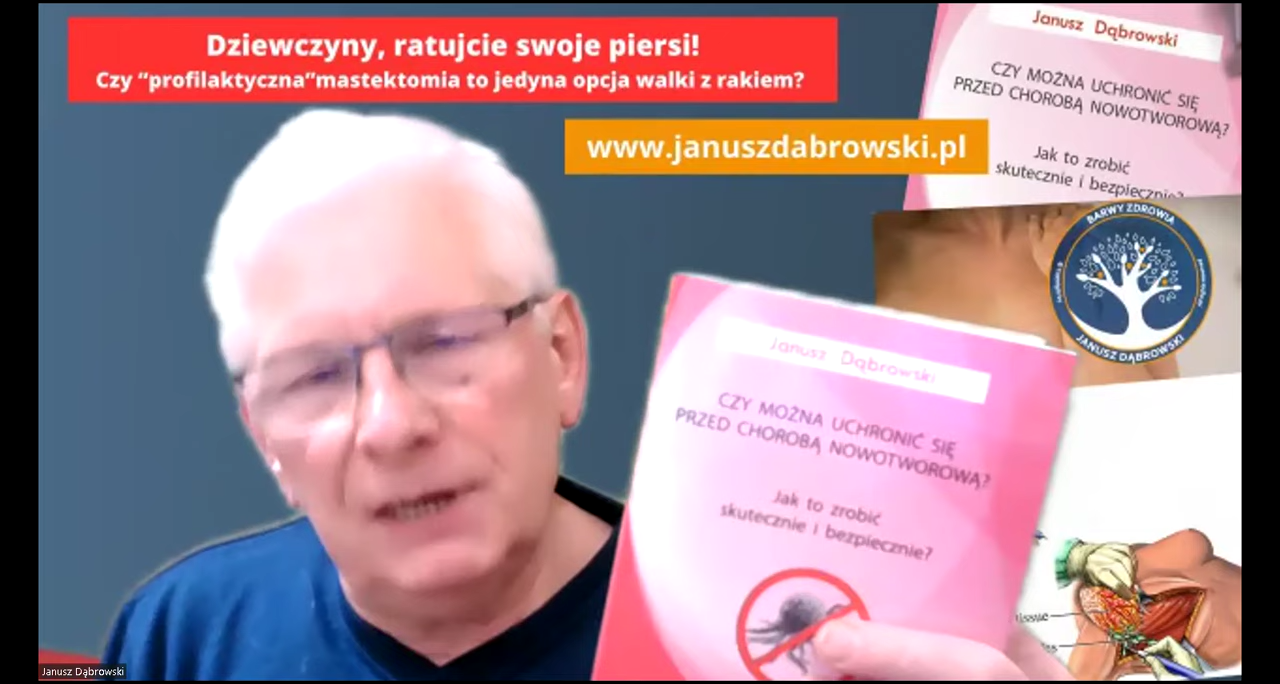 Dziewczyny, ratujcie swoje piersi!
Czy “profilaktyczna”mastektomia to jedyna opcja walki z rakiem?
www.januszdabrowski.pl
Janusz Dąbrowski
CZY MOŻNA UCHRONIĆ SIĘ
PRZED CHOROBĄ NOWOTWOROWĄ?
Jak to zrobić
skutecznie i bezpiecznie?
BARWY ZDROWIA
JANUSZ DĄBROWSKI
Janusz Dąbrowski
CZY MOŻNA UCHRONIĆ SIĘ
PRZED CHOROBĄ NOWOTWOROWĄ?
Jak to zrobić
skutecznie i bezpiecznie?
tissue
Janusz Dąbrowski